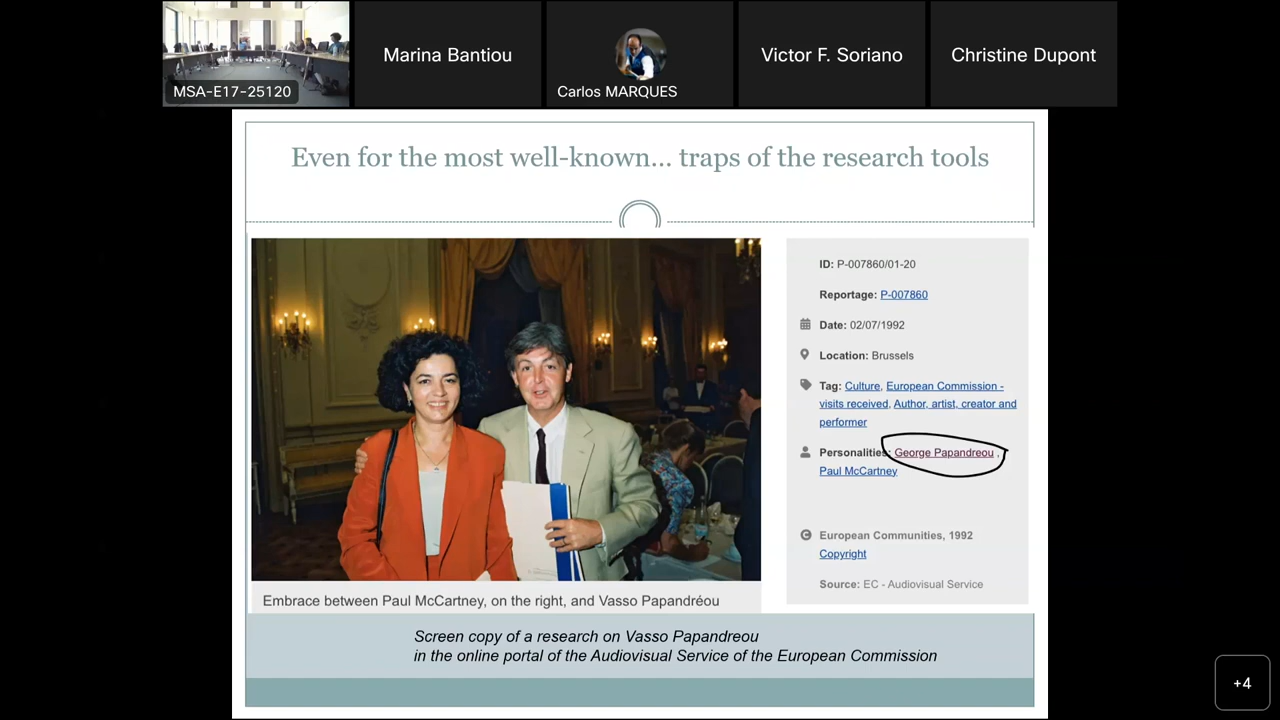 MSA-E17-25120
Marina Bantiou
Carlos MARQUES
Victor F. Soriano
Christine Dupont
Even for the most well-known... traps of the research tools
ID: P-007860/01-20
Reportage: P-007860
Date: 02/07/1992
Location: Brussels
Tag: Culture, European Commission -
visits received, Author, artist, creator and
performer
Personalities: George Papandreou ,
Paul McCartney
European Communities, 1992
Copyright
Source: EC - Audiovisual Service
Embrace between Paul McCartney, on the right, and Vasso Papandréou
Screen copy of a research on Vasso Papandreou
in the online portal of the Audiovisual Service of the European Commission
+4